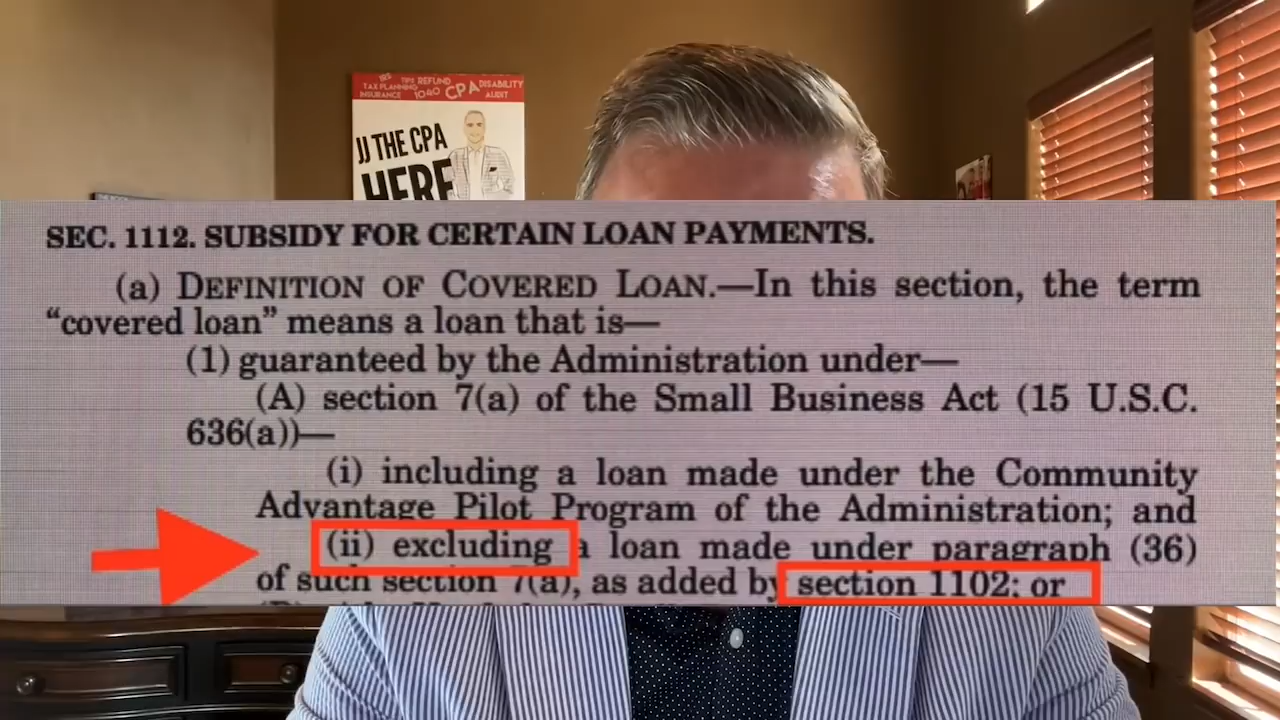 TAX PLANNING IRS TIPS REFUND CPA DISABILITY
INSURANCE 1040 AUDIT
JJ THE CPA
HERE
SEC. 1112. SUBSIDY FOR CERTAIN LOAN PAYMENTS.
(a) DEFINITION OF COVERED LOAN.—In this section, the term
“covered loan” means a loan that is—
(1) guaranteed by the Administration under—
(A) section 7(a) of the Small Business Act (15 U.S.C.
636(a))—
(i) including a loan made under the Community
Advantage Pilot Program of the Administration; and
(ii) excluding a loan made under paragraph (36)
of such section 7(a), as added by section 1102; or